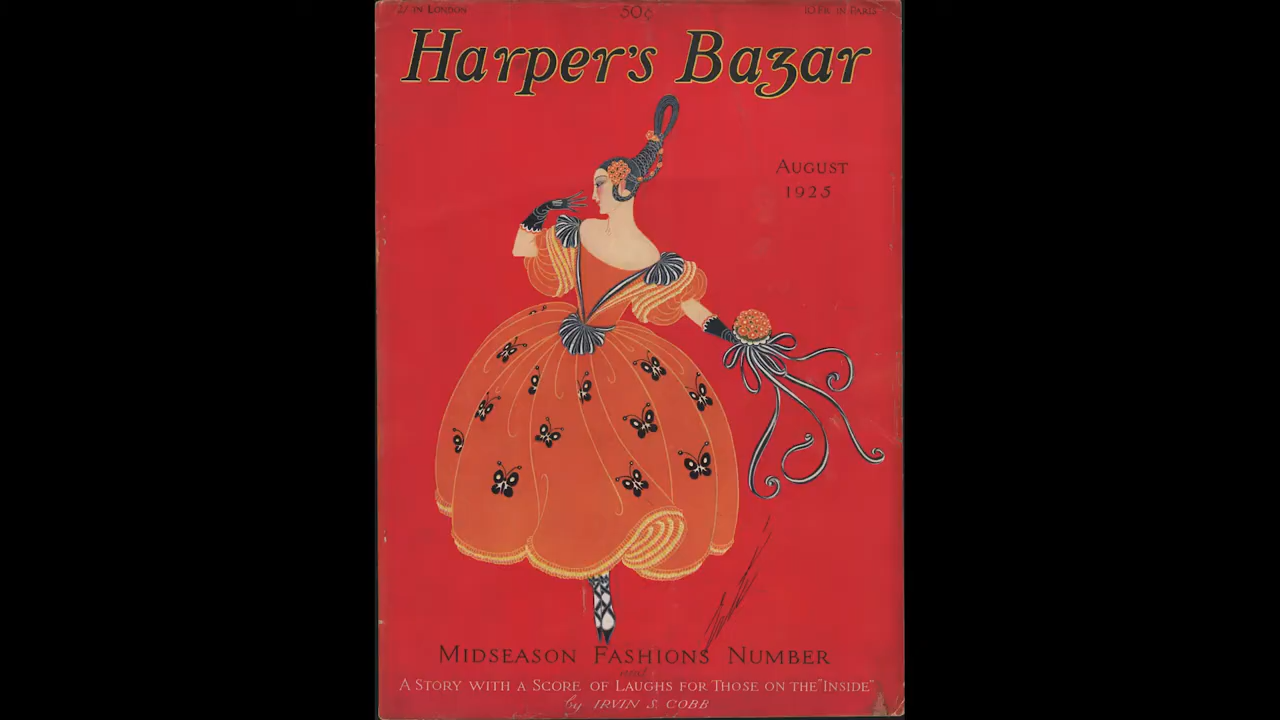 2/- IN LONDON 50¢ 10 FR. IN PARIS
Harper's Bazar
AUGUST
1925
MIDSEASON FASHIONS NUMBER
and
A STORY WITH A SCORE OF LAUGHS FOR THOSE ON THE "INSIDE"
by IRVIN S. COBB